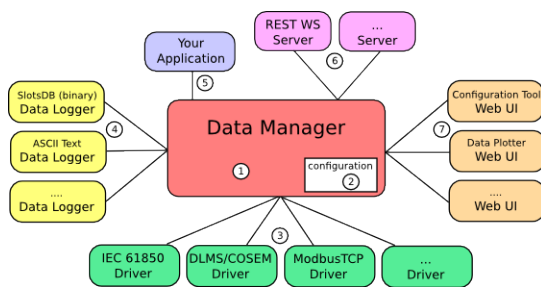 Your
Application
5
REST WS
Server
...
Server
6
SlotsDB (binary)
Data Logger
4
ASCII Text
Data Logger
....
Data Logger
Data Manager
1
configuration
2
Configuration Tool
Web UI
7
Data Plotter
Web UI
...
Web UI
3
IEC 61850
Driver
DLMS/COSEM
Driver
ModbusTCP
Driver
...
Driver